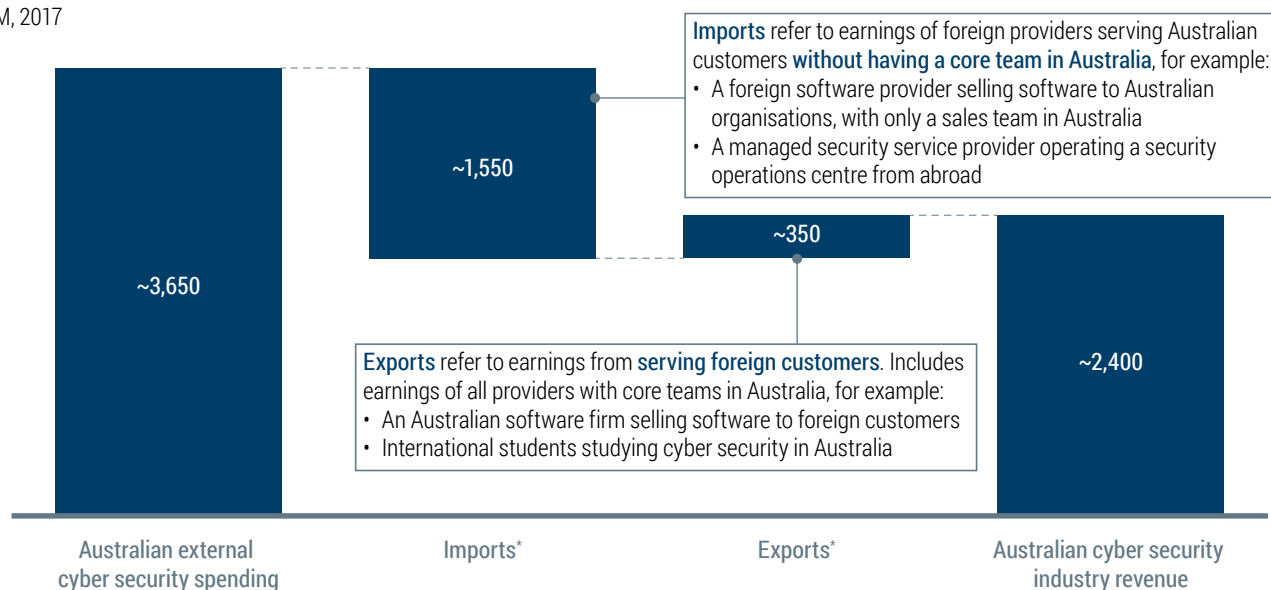 M, 2017
Imports refer to earnings of foreign providers serving Australian
customers without having a core team in Australia, for example:
• A foreign software provider selling software to Australian
organisations, with only a sales team in Australia
• A managed security service provider operating a security
operations centre from abroad
~1,550
~350
~3,650
Exports refer to earnings from serving foreign customers. Includes
earnings of all providers with core teams in Australia, for example:
• An Australian software firm selling software to foreign customers
• International students studying cyber security in Australia
~2,400
Australian external
cyber security spending
Imports*
Exports*
Australian cyber security
industry revenue